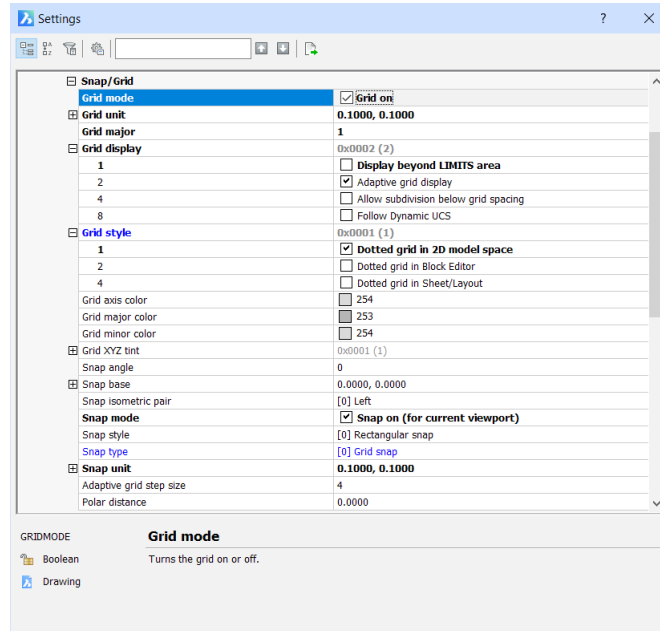 Settings ?
Snap/Grid
Grid mode Grid on
Grid unit 0.1000, 0.1000
Grid major 1
Grid display 0x0002 (2)
1 Display beyond LIMITS area
2 Adaptive grid display
4 Allow subdivision below grid spacing
8 Follow Dynamic UCS
Grid style 0x0001 (1)
1 Dotted grid in 2D model space
2 Dotted grid in Block Editor
4 Dotted grid in Sheet/Layout
Grid axis color 254
Grid major color 253
Grid minor color 254
Grid XYZ tint 0x0001 (1)
Snap angle 0
Snap base 0.0000, 0.0000
Snap isometric pair [0] Left
Snap mode Snap on (for current viewport)
Snap style [0] Rectangular snap
Snap type [0] Grid snap
Snap unit 0.1000, 0.1000
Adaptive grid step size 4
Polar distance 0.0000
GRIDMODE Grid mode
Boolean Turns the grid on or off.
Drawing